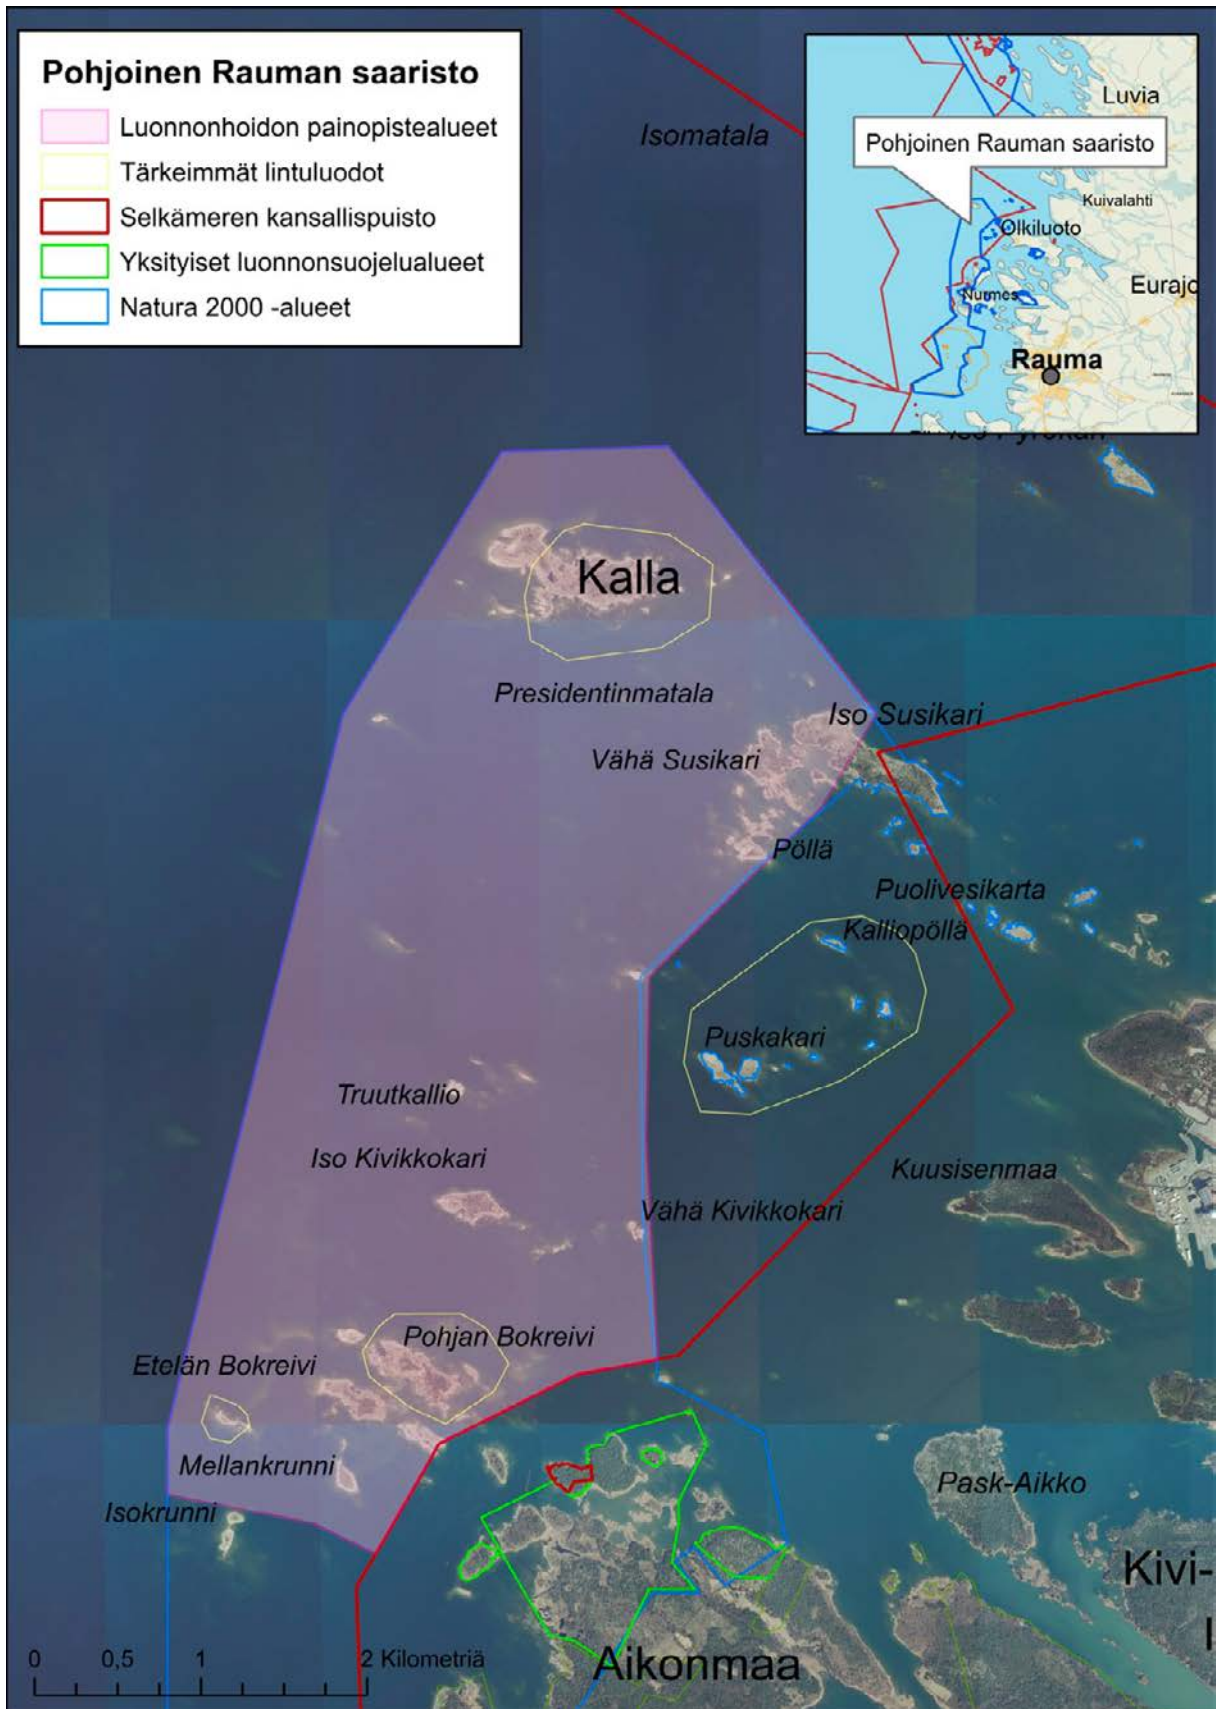 Pohjoinen Rauman saaristo
Luonnonhoidon painopistealueet
Tärkeimmät lintuluodot
Selkämeren kansallispuisto
Yksityiset luonnonsuojelualueet
Natura 2000 -alueet
Isomatala
Luvia
Pohjoinen Rauman saaristo
Kuivalahti
Olkiluoto
Eurajo
Nurmes
Rauma
Kalla
Presidentinmatala
Iso Susikari
Vähä Susikari
Pöllä
Puolivesikarta
Kalliopöllä
Puskakari
Truutkallio
Iso Kivikkokari
Kuusisenmaa
Vähä Kivikkokari
Pohjan Bokreivi
Etelän Bokreivi
Mellankrunni
Pask-Aikko
Isokrunni
Kivi-
I
Aikonmaa
0 0,5 1 2 Kilometriä